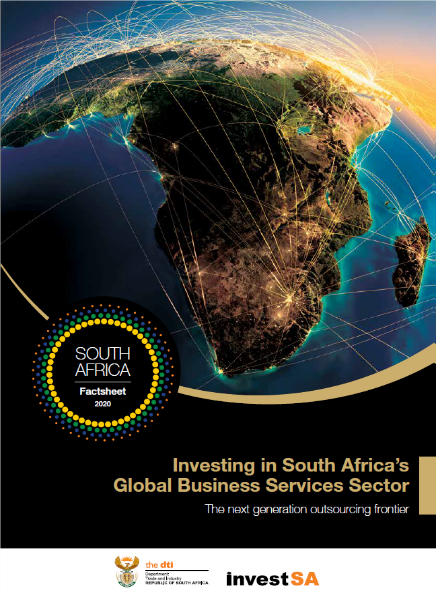 SOUTH
AFRICA
Factsheet
2020
Investing in South Africa's
Global Business Services Sector
The next generation outsourcing frontier
the dti
Department:
Trade and Industry
REPUBLIC OF SOUTH AFRICA
investSA